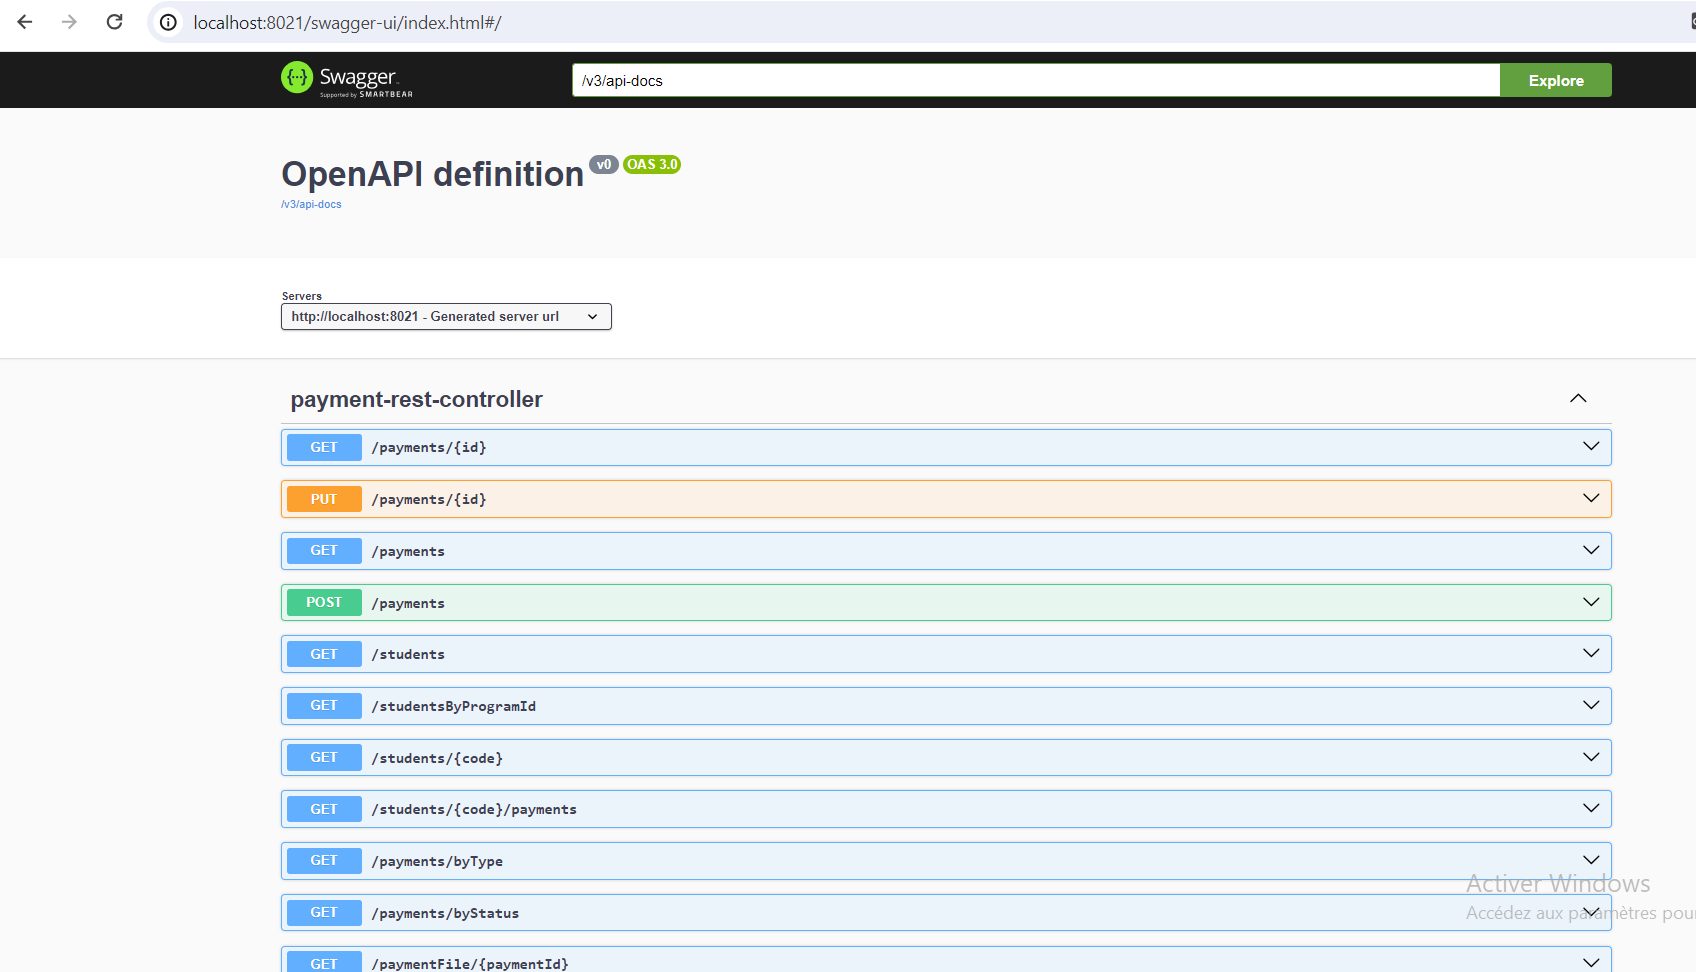 localhost:8021/swagger-ui/index.html#/
Swagger
Supported by SMARTBEAR
/v3/api-docs
Explore
OpenAPI definition v0 OAS 3.0
/v3/api-docs
Servers
http://localhost:8021 - Generated server url
payment-rest-controller
GET /payments/{id}
PUT /payments/{id}
GET /payments
POST /payments
GET /students
GET /studentsByProgramId
GET /students/{code}
GET /students/{code}/payments
GET /payments/byType
GET /payments/byStatus
GET /paymentFile/{paymentId}
Activer Windows
Accédez aux paramètres pour